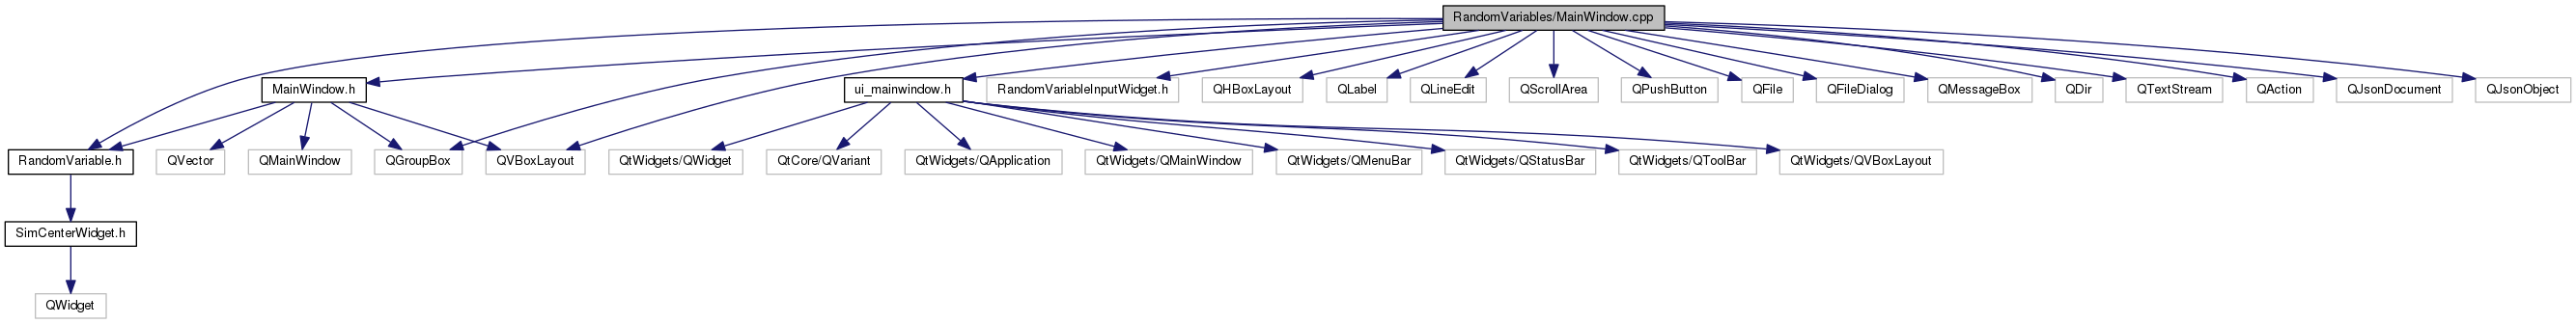 RandomVariables/MainWindow.cpp
MainWindow.h
ui_mainwindow.h
RandomVariableInputWidget.h
QHBoxLayout
QLabel
QLineEdit
QScrollArea
QPushButton
QFile
QFileDialog
QMessageBox
QDir
QTextStream
QAction
QJsonDocument
QJsonObject
RandomVariable.h
QVector
QMainWindow
QGroupBox
QVBoxLayout
QtWidgets/QWidget
QtCore/QVariant
QtWidgets/QApplication
QtWidgets/QMainWindow
QtWidgets/QMenuBar
QtWidgets/QStatusBar
QtWidgets/QToolBar
QtWidgets/QVBoxLayout
SimCenterWidget.h
QWidget